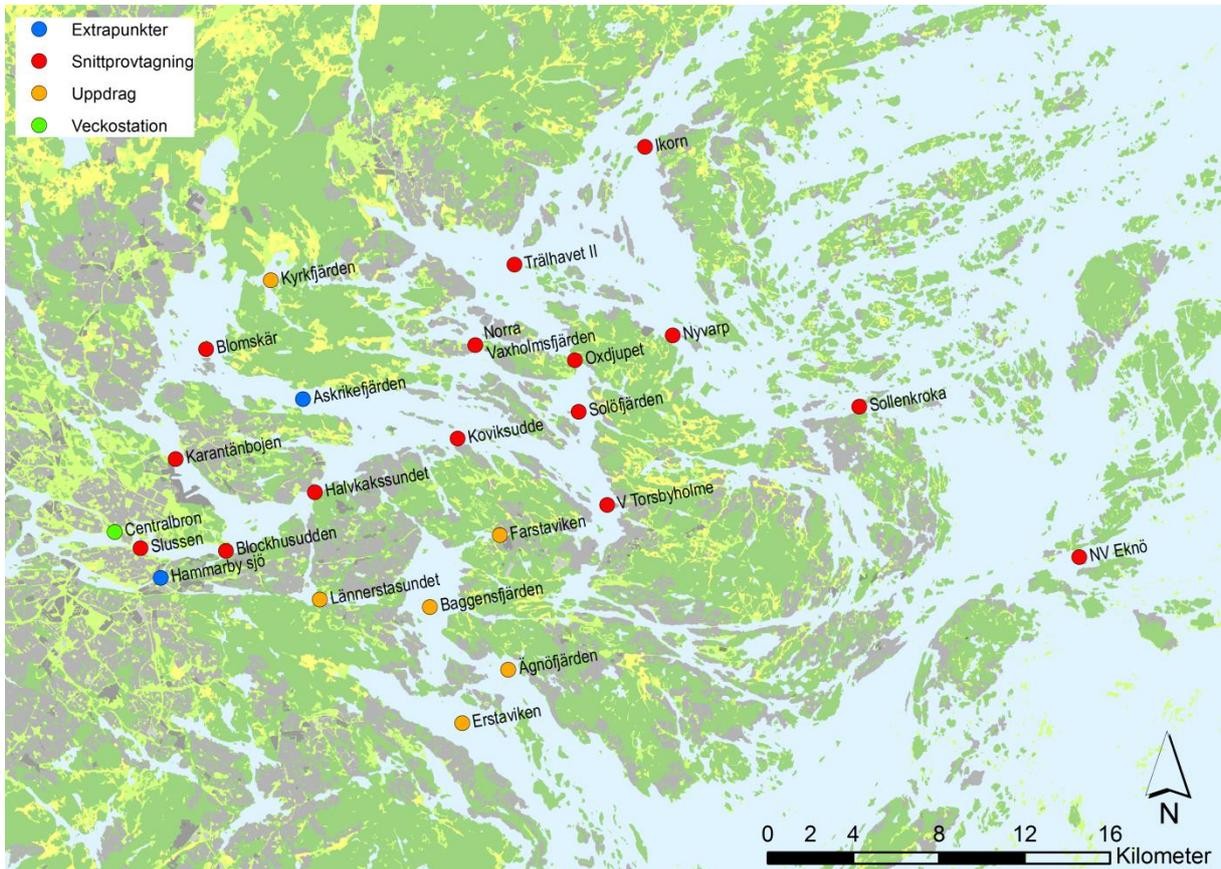 Extrapunkter
Snittprovtagning
Uppdrag
Veckostation
Ikorn
Trälhavet II
Kyrkfjärden
Norra
Vaxholmsfjärden
Nyvarp
Blomskär
Oxdjupet
Askrikefjärden
Solöfjärden
Sollenkroka
Koviksudde
Karantänbojen
Halvkakssundet
V Torsbyholme
Centralbron
Slussen
Blockhusudden
Farstaviken
NV Eknö
Hammarby sjö
Lännerstasundet
Baggensfjärden
Ägnöfjärden
Erstaviken
N
0 2 4 8 12 16
Kilometer